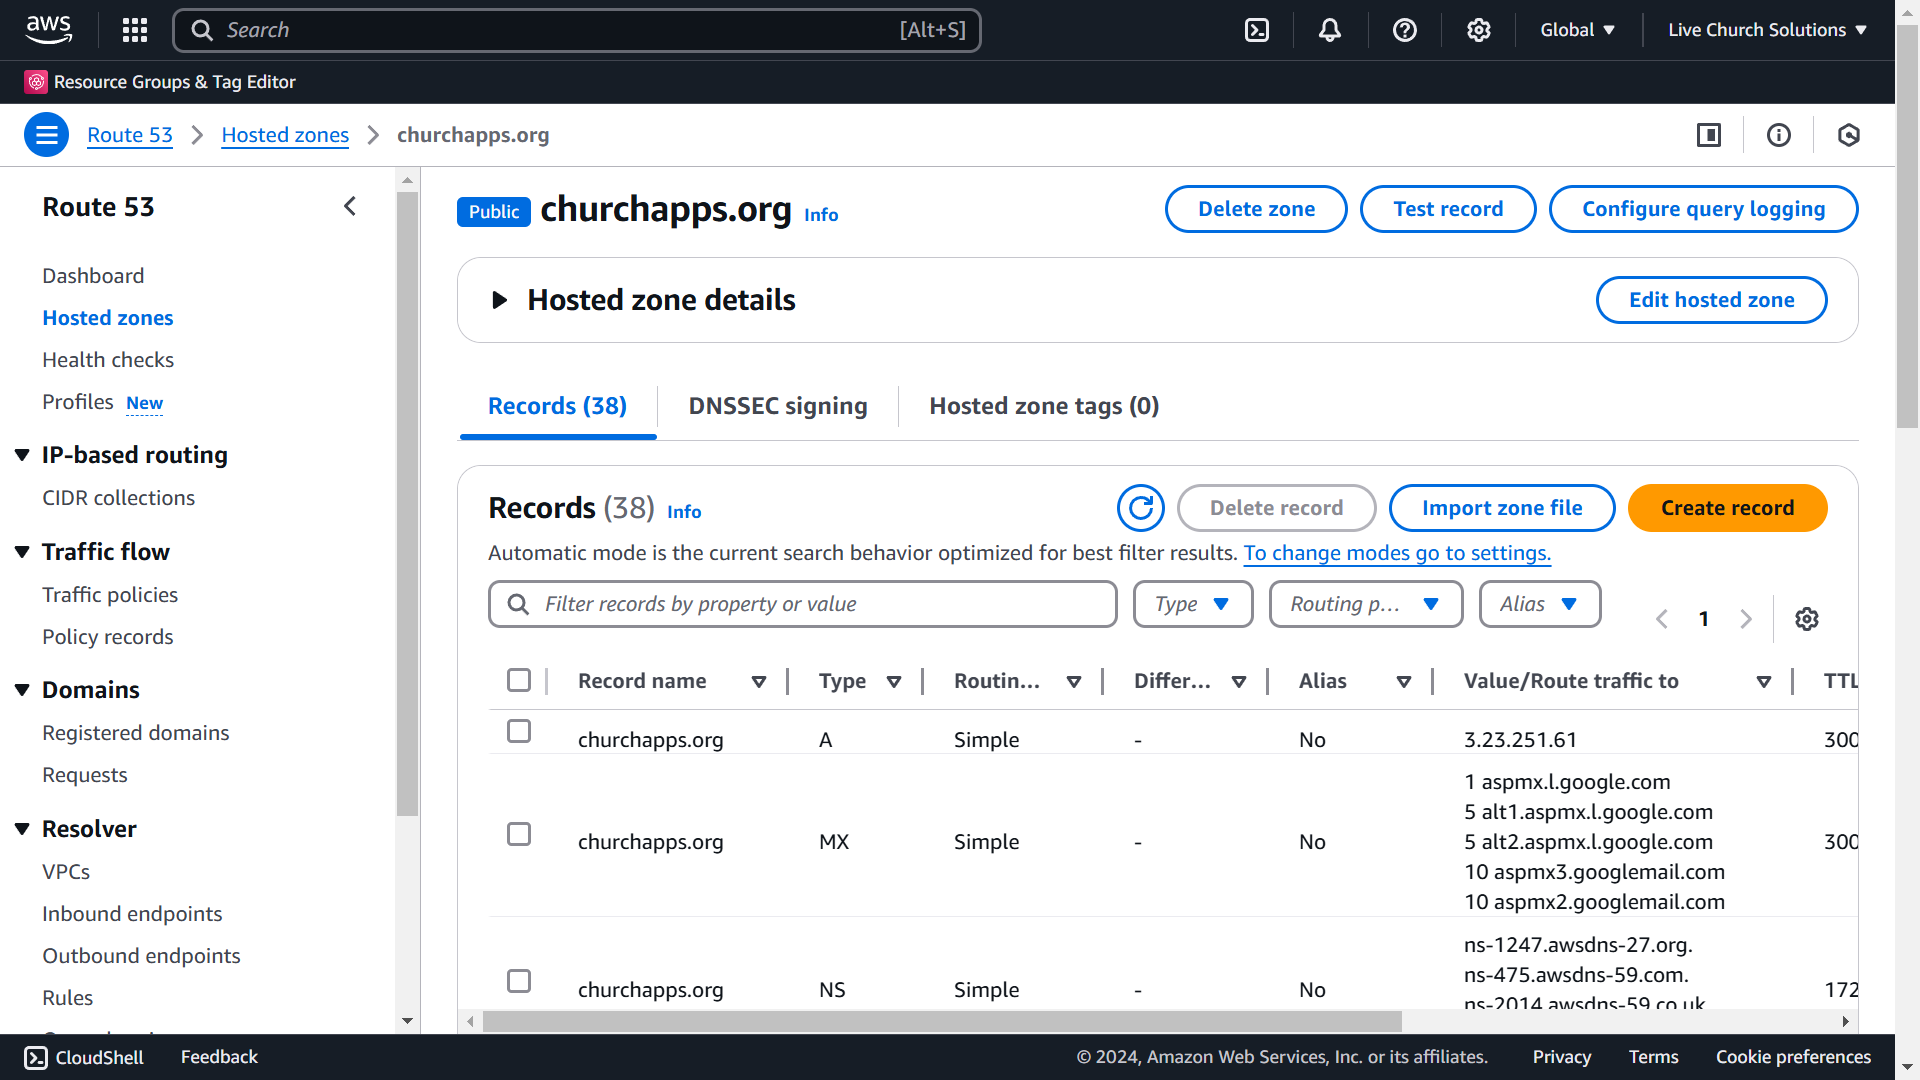 aws
Search [Alt+S]
Global
Live Church Solutions
Resource Groups & Tag Editor
Route 53
Hosted zones
churchapps.org
Route 53
Dashboard
Hosted zones
Health checks
Profiles New
IP-based routing
CIDR collections
Traffic flow
Traffic policies
Policy records
Domains
Registered domains
Requests
Resolver
VPCs
Inbound endpoints
Outbound endpoints
Rules
Public churchapps.org Info
Delete zone
Test record
Configure query logging
Hosted zone details
Edit hosted zone
Records (38)
DNSSEC signing
Hosted zone tags (0)
Records (38) Info
Delete record
Import zone file
Create record
Automatic mode is the current search behavior optimized for best filter results. To change modes go to settings.
Filter records by property or value
Type
Routing p...
Alias
1
Record name Type Routin... Differ... Alias Value/Route traffic to TTL
churchapps.org A Simple - No 3.23.251.61 300
churchapps.org MX Simple - No
1 aspmx.l.google.com
5 alt1.aspmx.l.google.com
5 alt2.aspmx.l.google.com
10 aspmx3.googlemail.com
10 aspmx2.googlemail.com
300
churchapps.org NS Simple - No
ns-1247.awsdns-27.org.
ns-475.awsdns-59.com.
ns-2014.awsdns-59.co.uk
172
CloudShell
Feedback
© 2024, Amazon Web Services, Inc. or its affiliates.
Privacy
Terms
Cookie preferences